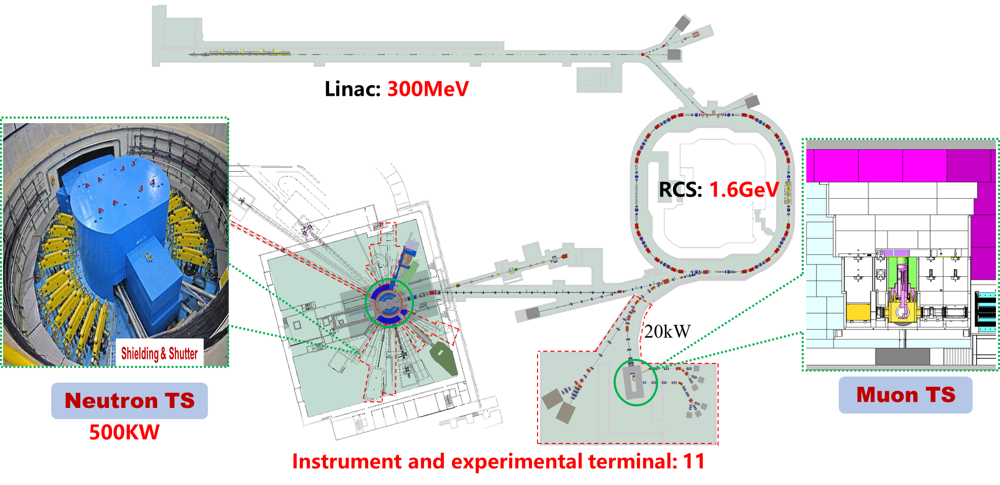 Linac: 300MeV
RCS: 1.6GeV
Shielding & Shutter
20kW
Neutron TS
500KW
Muon TS
Instrument and experimental terminal: 11